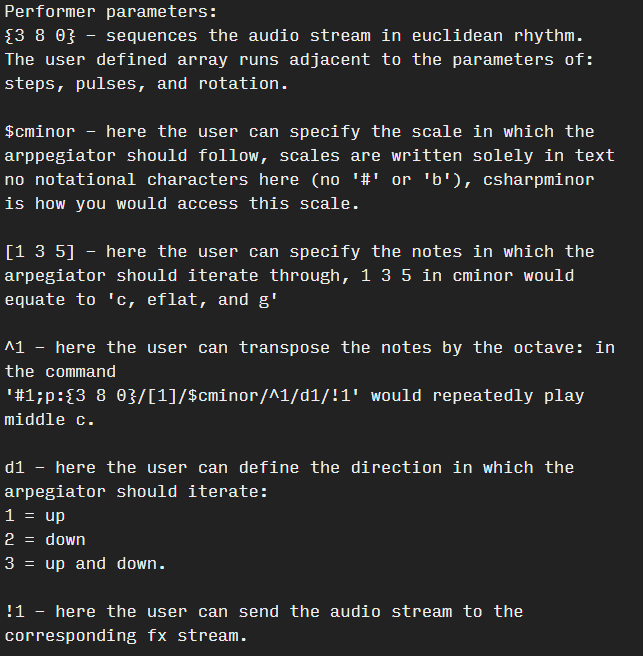 Performer parameters:
{3 8 0} – sequences the audio stream in euclidean rhythm.
The user defined array runs adjacent to the parameters of:
steps, pulses, and rotation.
$cminor – here the user can specify the scale in which the
arppegiator should follow, scales are written solely in text
no notational characters here (no '#' or 'b'), csharpminor
is how you would access this scale.
[1 3 5] – here the user can specify the notes in which the
arpegiator should iterate through, 1 3 5 in cminor would
equate to 'c, eflat, and g'
^1 – here the user can transpose the notes by the octave: in
the command
'#1;p:{3 8 0}/[1]/$cminor/^1/d1/!1' would repeatedly play
middle c.
d1 – here the user can define the direction in which the
arpegiator should iterate:
1 = up
2 = down
3 = up and down.
!1 – here the user can send the audio stream to the
corresponding fx stream.